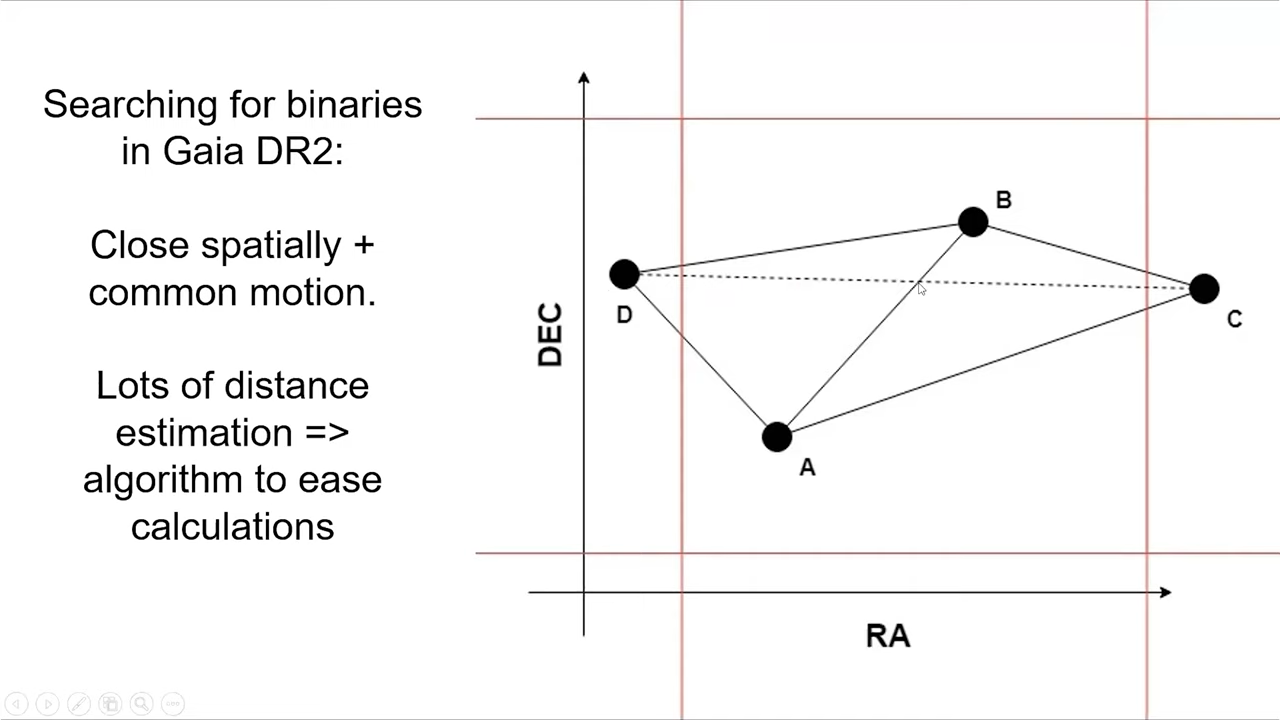 Searching for binaries
in Gaia DR2:
Close spatially +
common motion.
Lots of distance
estimation =>
algorithm to ease
calculations
B
D
C
DEC
A
RA